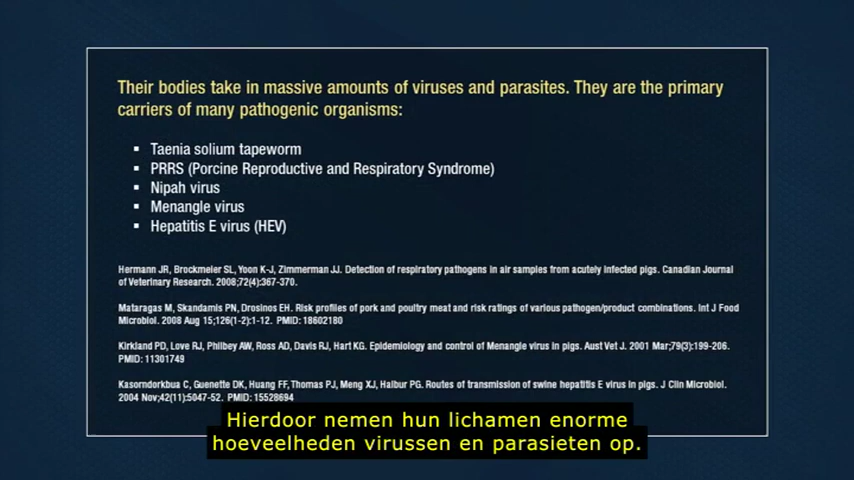 Their bodies take in massive amounts of viruses and parasites. They are the primary
carriers of many pathogenic organisms:
▪ Taenia solium tapeworm
▪ PRRS (Porcine Reproductive and Respiratory Syndrome)
▪ Nipah virus
▪ Menangle virus
▪ Hepatitis E virus (HEV)
Hermann JR, Brockmeier SL, Yoon K-J, Zimmerman JJ. Detection of respiratory pathogens in air samples from acutely infected pigs. Canadian Journal
of Veterinary Research. 2008;72(4):367-370.
Mataragas M, Skandamis PN, Drosinos EH. Risk profiles of pork and poultry meat and risk ratings of various pathogen/product combinations. Int J Food
Microbiol. 2008 Aug 15;126(1-2):1-12. PMID: 18602180
Kirkland PD, Love RJ, Philbey AW, Ross AD, Davis RJ, Hart KG. Epidemiology and control of Menangle virus in pigs. Aust Vet J. 2001 Mar;79(3):199-206.
PMID: 11301749
Kasorndorkbua C, Guenette DK, Huang FF, Thomas PJ, Meng XJ, Halbur PG. Routes of transmission of swine hepatitis E virus in pigs. J Clin Microbiol.
2004 Nov;42(11):5047-52. PMID: 15528694
Hierdoor nemen hun lichamen enorme
hoeveelheden virussen en parasieten op.